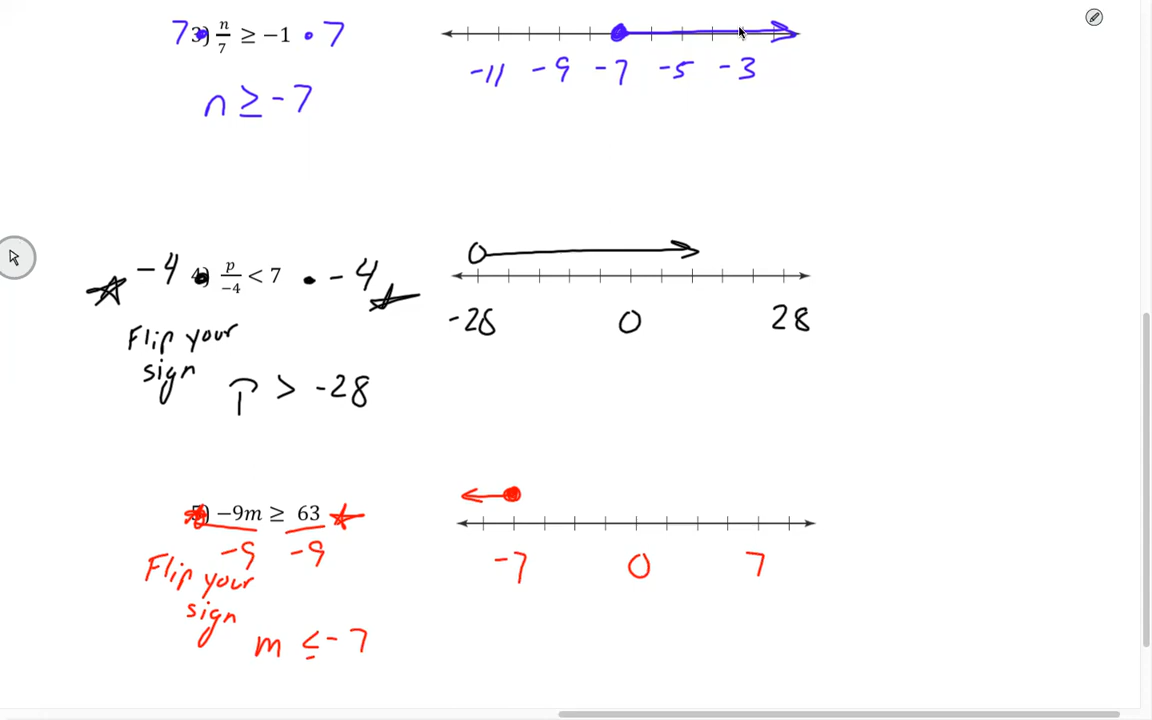 7 • 3) n/7 ≥ −1 • 7
-11 -9 -7 -5 -3
n ≥ -7
-4 • 4) p/−4 < 7 • -4
-28 0 28
Flip your
sign
P > -28
−9m ≥ 63
-9 -9
-7 0 7
Flip your
sign
m ≤ -7